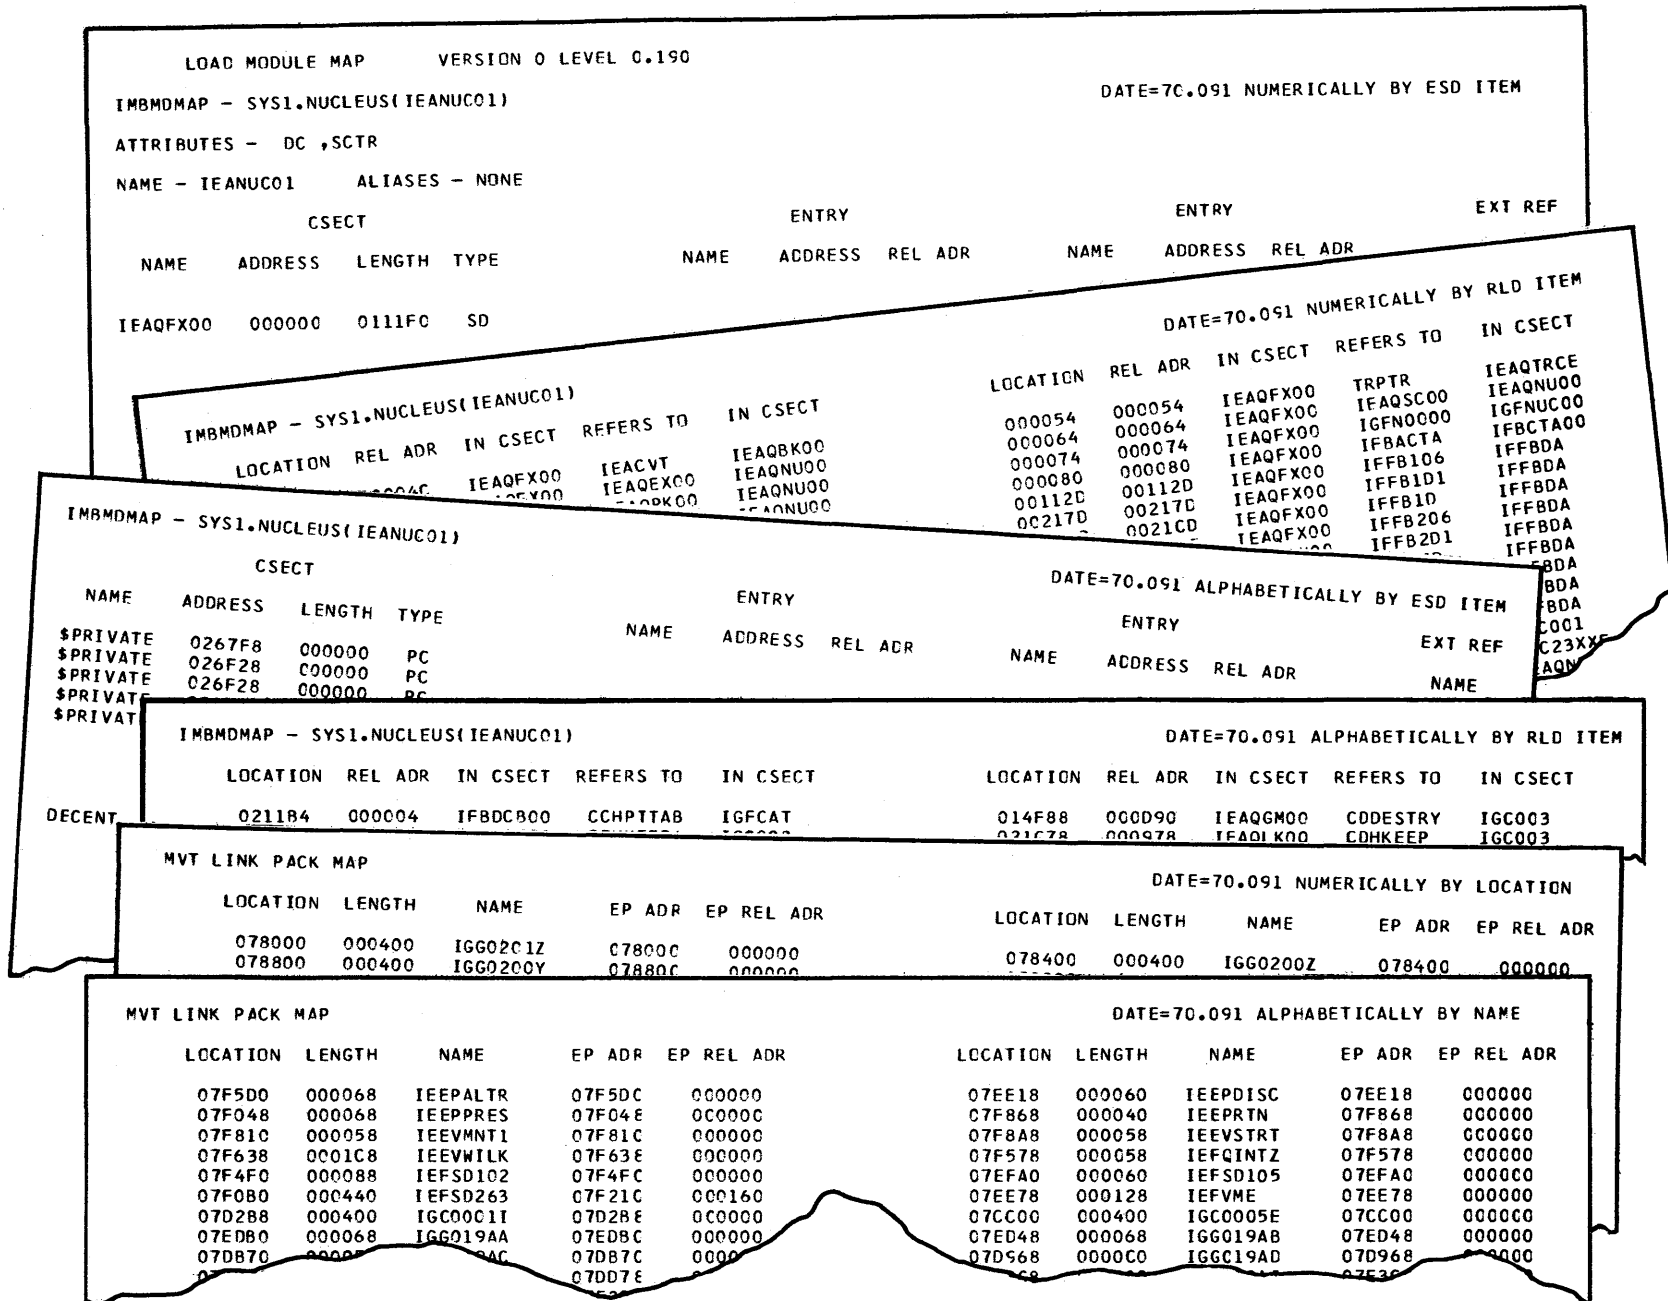 LOAD MODULE MAP VERSION 0 LEVEL 0.190
IMBMDMAP - SYS1.NUCLEUS(IEANUC01) DATE=70.091 NUMERICALLY BY ESD ITEM
ATTRIBUTES - DC ,SCTR
NAME - IEANUC01 ALIASES - NONE
CSECT ENTRY ENTRY EXT REF
NAME ADDRESS LENGTH TYPE NAME ADDRESS REL ADR NAME ADDRESS REL ADR
IEAQFX00 000000 0111F0 SD
IMBMDMAP - SYS1.NUCLEUS(IEANUC01) DATE=70.091 NUMERICALLY BY RLD ITEM
LOCATION REL ADR IN CSECT REFERS TO IN CSECT LOCATION REL ADR IN CSECT REFERS TO IN CSECT
IEAQFX00 IEACVT IEAQBK00 000054 000054 IEAQFX00 TRPTR IEAQTRCE
IEAQEX00 IEAQNU00 000064 000064 IEAQFX00 IEAQSC00 IEAQNU00
000074 000074 IEAQFX00 IGFN0000 IGFNUC00
000080 000080 IEAQFX00 IFBACTA IFBCTA00
00112D 00112D IEAQFX00 IFFB106 IFFBDA
00217D 00217D IEAQFX00 IFFB1D1 IFFBDA
0021CD IEAQFX00 IFFB1D IFFBDA
IEAQFX00 IFFB206 IFFBDA
IFFB2D1 IFFBDA
IFFBDA
IMBMDMAP - SYS1.NUCLEUS(IEANUC01) DATE=70.091 ALPHABETICALLY BY ESD ITEM
CSECT ENTRY ENTRY EXT REF
NAME ADDRESS LENGTH TYPE NAME ADDRESS REL ADR NAME ADDRESS REL ADR NAME
$PRIVATE 0267F8 000000 PC
$PRIVATE 026F28 000000 PC
$PRIVATE 026F28 000000 PC
$PRIVATE
DECENT
IMBMDMAP - SYS1.NUCLEUS(IEANUC01) DATE=70.091 ALPHABETICALLY BY RLD ITEM
LOCATION REL ADR IN CSECT REFERS TO IN CSECT LOCATION REL ADR IN CSECT REFERS TO IN CSECT
021184 000004 IFBDCB00 CCHPTTAB IGFCAT 014F88 000D90 IEAQGM00 CDDESTRY IGC003
021C78 000978 IEAQLK00 CDHKEEP IGC003
MVT LINK PACK MAP DATE=70.091 NUMERICALLY BY LOCATION
LOCATION LENGTH NAME EP ADR EP REL ADR LOCATION LENGTH NAME EP ADR EP REL ADR
078000 000400 IGG0201Z 078000 000000 078400 000400 IGG0200Z 078400 000000
078800 000400 IGG0200Y 078800 000000
MVT LINK PACK MAP DATE=70.091 ALPHABETICALLY BY NAME
LOCATION LENGTH NAME EP ADR EP REL ADR LOCATION LENGTH NAME EP ADR EP REL ADR
07F5D0 000068 IEEPALTR 07F5D0 000000 07EE18 000060 IEEPDISC 07EE18 000000
07F048 000068 IEEPPRES 07F048 000000 07F868 000040 IEEPRTN 07F868 000000
07F810 000058 IEEVMNT1 07F810 000000 07F8A8 000058 IEEVSTRT 07F8A8 000000
07F638 0001C8 IEEVWILK 07F638 000000 07F578 000058 IEFQINTZ 07F578 000000
07F4F0 000088 IEFSD102 07F4F0 000000 07EFA0 000060 IEFSD105 07EFA0 000000
07F0B0 000440 IEFSD263 07F210 000160 07EE78 000128 IEFVME 07EE78 000000
07D288 000400 IGC0001I 07D288 000000 07CC00 000400 IGC0005E 07CC00 000000
07EDB0 000068 IGG019AA 07EDB0 000000 07ED48 000068 IGG019AB 07ED48 000000
07DB70 07DB70 07D968 0000C0 IGG019AD 07D968
07DD78